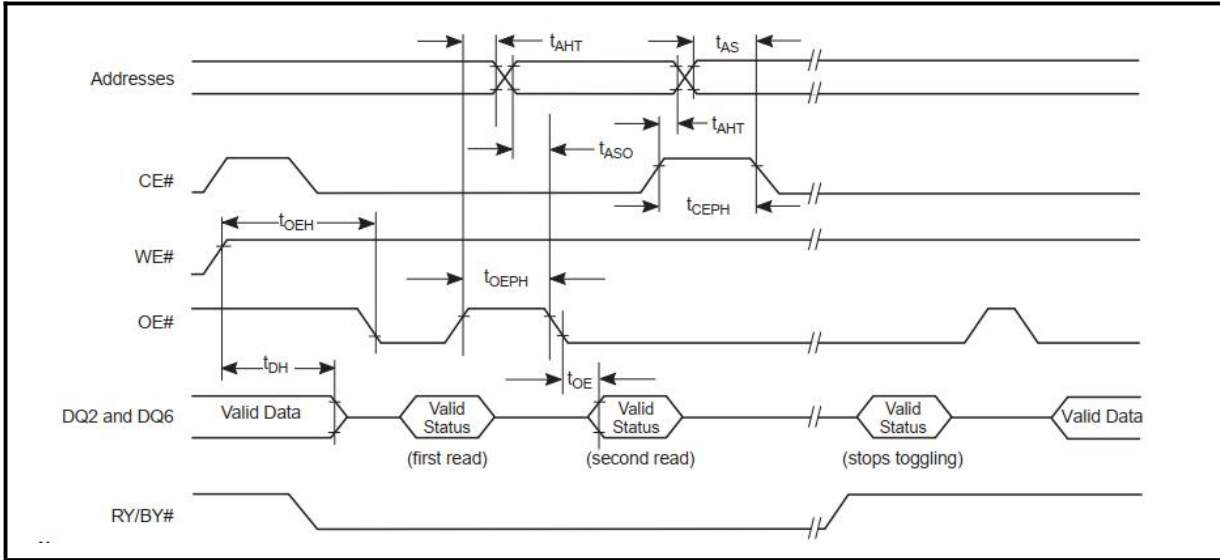 tAHT
tAS
Addresses
tAHT
tASO
CE#
tCEPH
tOEH
WE#
tOEPH
OE#
tDH
tOE
DQ2 and DQ6
Valid Data
Valid
Status
Valid
Status
Valid
Status
Valid Data
(first read)
(second read)
(stops toggling)
RY/BY#